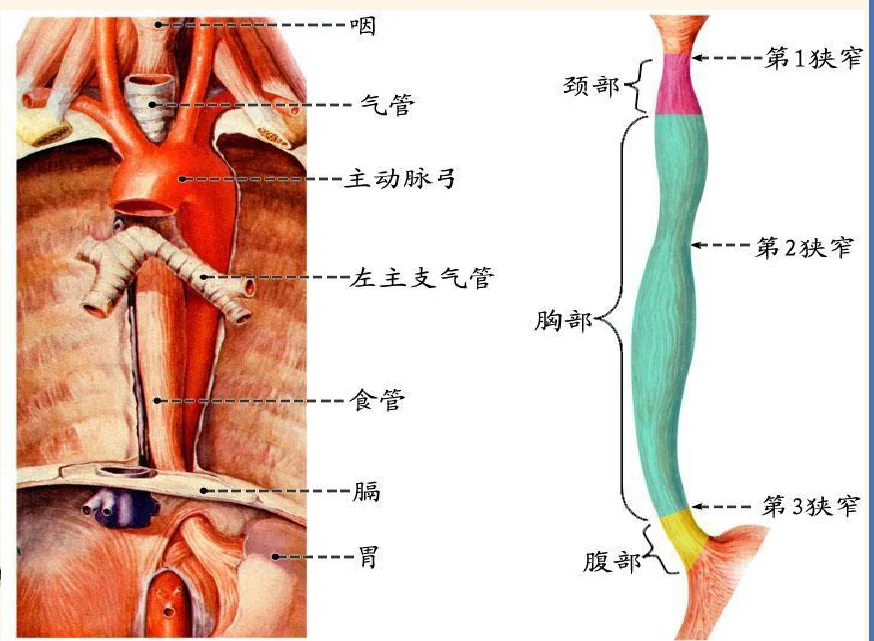 咽
气管
主动脉弓
左主支气管
食管
膈
胃
第1狭窄
颈部
第2狭窄
胸部
第3狭窄
腹部